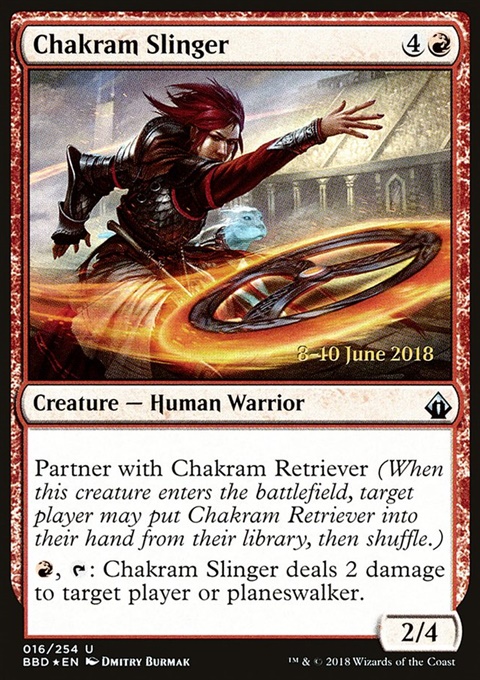 Chakram Slinger 4
8-10 June 2018
Creature — Human Warrior
Partner with Chakram Retriever (When
this creature enters the battlefield, target
player may put Chakram Retriever into
their hand from their library, then shuffle.)
, : Chakram Slinger deals 2 damage
to target player or planeswalker.
2/4
016/254 U
BBD ★ EN Dmitry Burmak
™ & © 2018 Wizards of the Coast